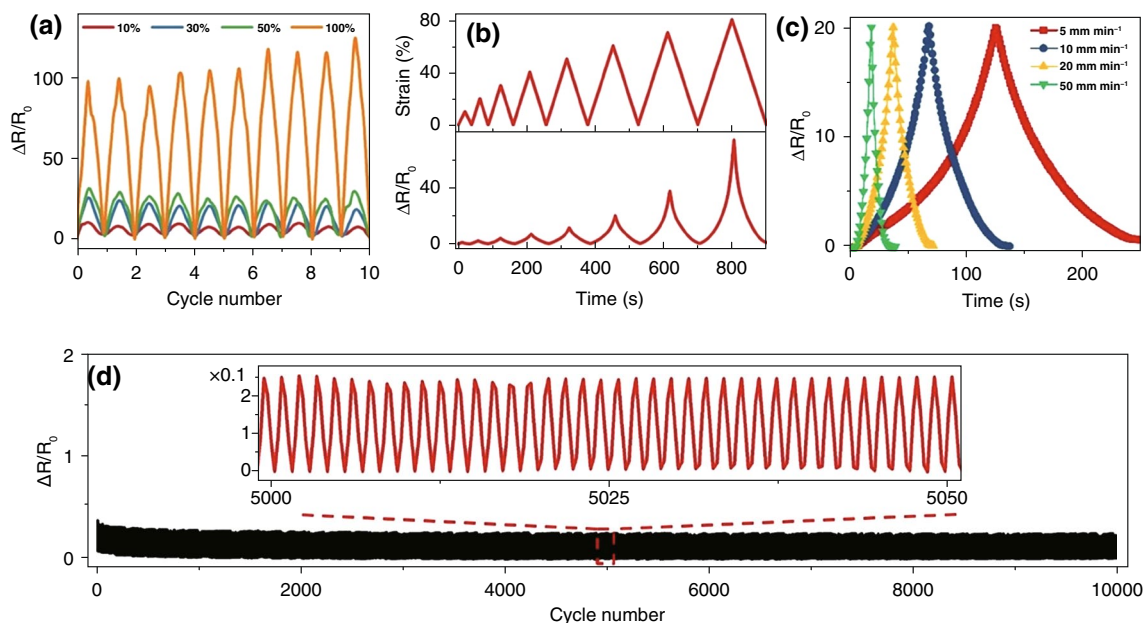 (a)
10% 30% 50% 100%
ΔR/R₀
100
50
0
0 2 4 6 8 10
Cycle number
(b)
Strain (%)
80
40
0
ΔR/R₀
40
0
0 200 400 600 800
Time (s)
(c)
5 mm min⁻¹
10 mm min⁻¹
20 mm min⁻¹
50 mm min⁻¹
ΔR/R₀
20
10
0
0 100 200
Time (s)
(d)
ΔR/R₀
2
1
0
×0.1
2
1
0
5000 5025 5050
0 2000 4000 6000 8000 10000
Cycle number